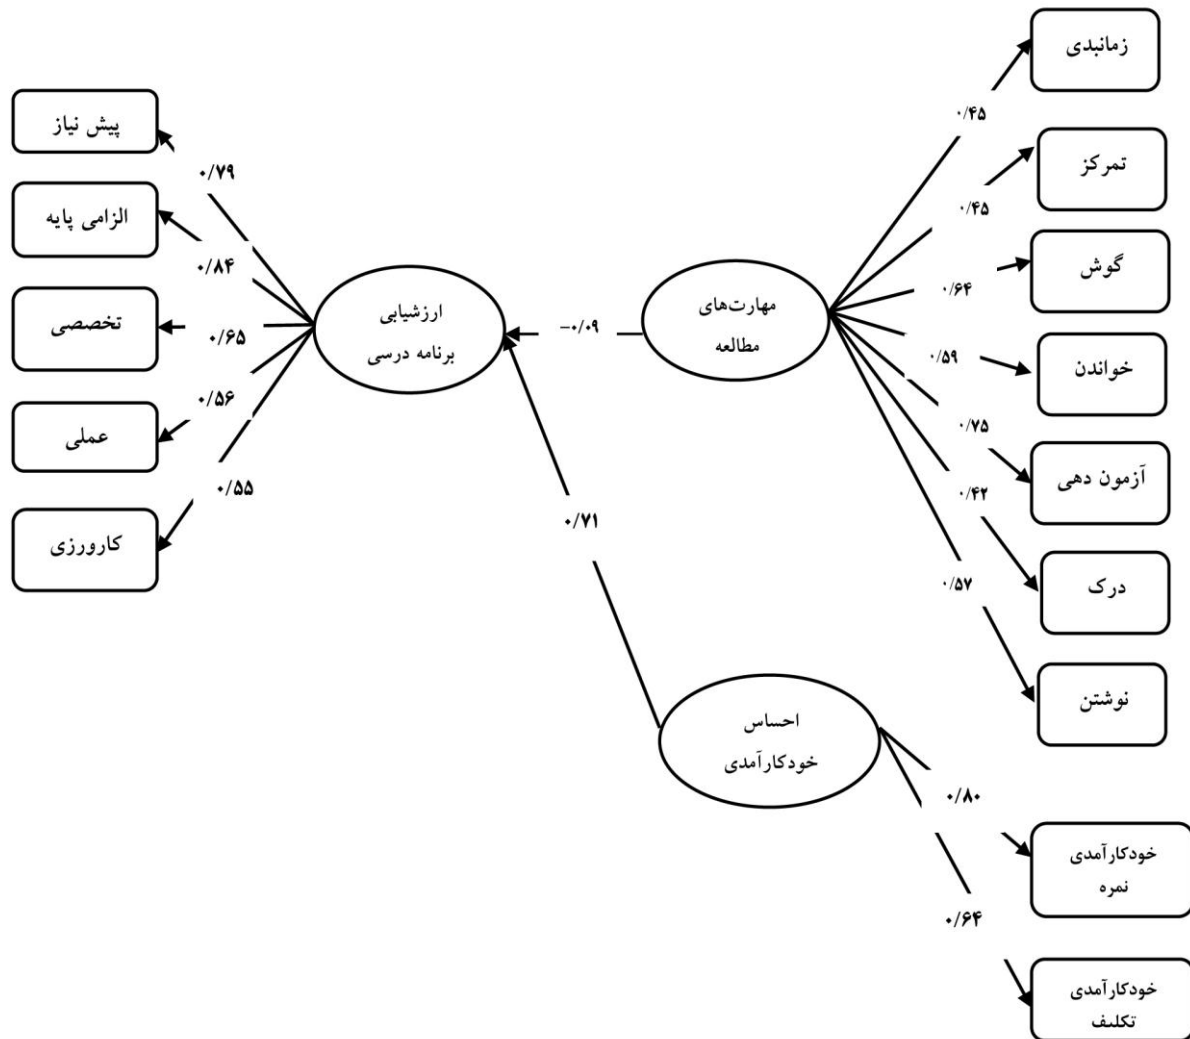 زمانبدی
۰/۴۵
تمرکز
۰/۴۵
گوش
۰/۶۴
خواندن
۰/۵۹
آزمون دهی
۰/۷۵
درک
۰/۴۲
نوشتن
۰/۵۷
مهارت‌های
مطالعه
−۰/۰۹
ارزشیابی
برنامه درسی
پیش نیاز
۰/۷۹
الزامی پایه
۰/۸۴
تخصصی
۰/۶۵
عملی
۰/۵۶
کارورزی
۰/۵۵
۰/۷۱
احساس
خودکارآمدی
۰/۸۰
خودکارآمدی
نمره
۰/۶۴
خودکارآمدی
تکلیف